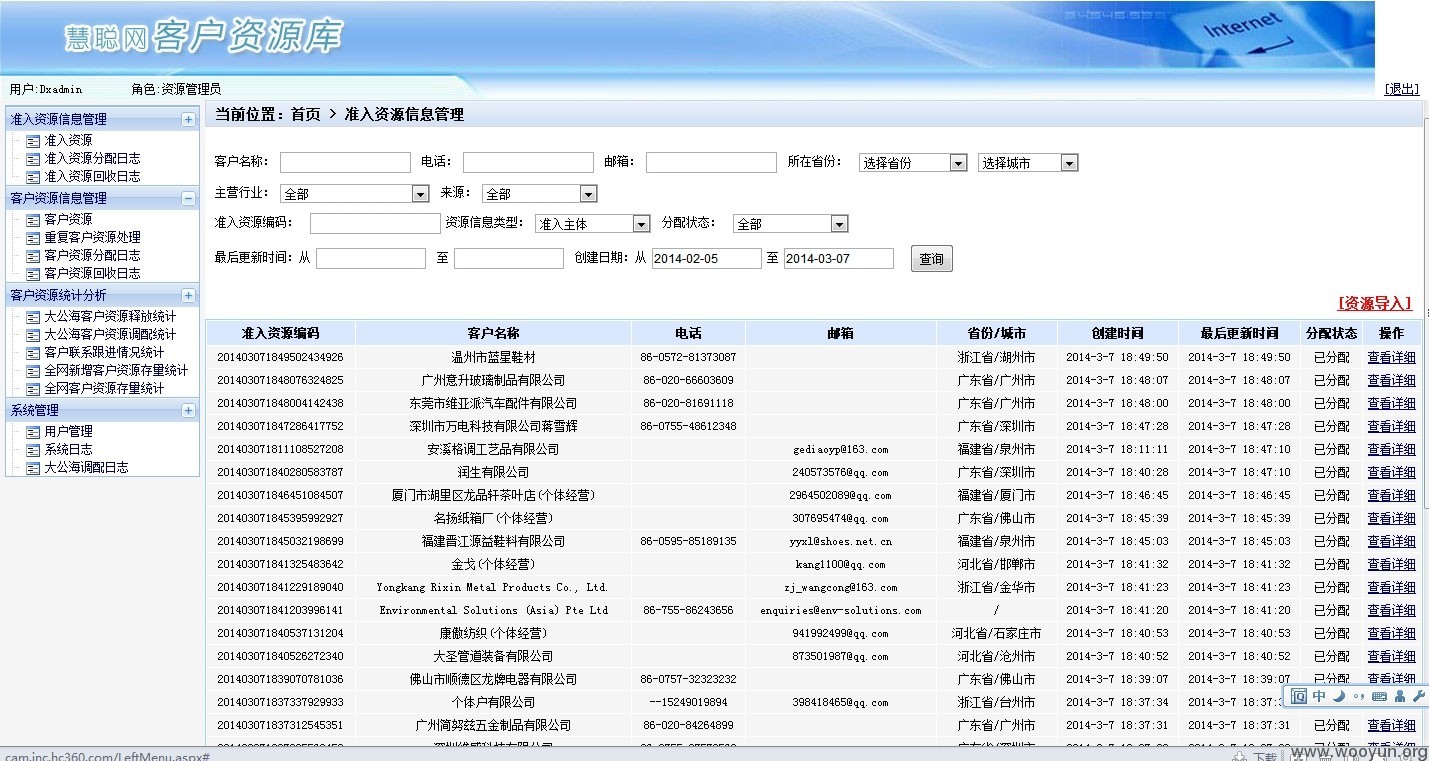 慧聪网客户资源库
Internet
用户:Dxadmin 角色:资源管理员 [退出]
准入资源信息管理
准入资源
准入资源分配日志
准入资源回收日志
客户资源信息管理
客户资源
重复客户资源处理
客户资源分配日志
客户资源回收日志
客户资源统计分析
大公海客户资源释放统计
大公海客户资源调配统计
客户联系跟进情况统计
全网新增客户资源存量统计
全网客户资源存量统计
系统管理
用户管理
系统日志
大公海调配日志
当前位置：首页 > 准入资源信息管理
客户名称： 电话： 邮箱： 所在省份： 选择省份 选择城市
主营行业： 全部 来源： 全部
准入资源编码： 资源信息类型： 准入主体 分配状态： 全部
最后更新时间：从 至 创建日期：从 2014-02-05 至 2014-03-07 查询
[资源导入]
准入资源编码 客户名称 电话 邮箱 省份/城市 创建时间 最后更新时间 分配状态 操作
201403071849502434926 温州市蓝星鞋材 86-0572-81373087 浙江省/湖州市 2014-3-7 18:49:50 2014-3-7 18:49:50 已分配 查看详细
201403071848076324825 广州意升玻璃制品有限公司 86-020-66603609 广东省/广州市 2014-3-7 18:48:07 2014-3-7 18:48:07 已分配 查看详细
201403071848004142438 东莞市维亚派汽车配件有限公司 86-020-81691118 广东省/广州市 2014-3-7 18:48:00 2014-3-7 18:48:00 已分配 查看详细
201403071847286417752 深圳市万电科技有限公司蒋雪辉 86-0755-48612348 广东省/深圳市 2014-3-7 18:47:28 2014-3-7 18:47:28 已分配 查看详细
201403071811108527208 安溪格调工艺品有限公司 gediaoyp@163.com 福建省/泉州市 2014-3-7 18:11:11 2014-3-7 18:47:10 已分配 查看详细
201403071840280583787 润生有限公司 240573576@qq.com 广东省/深圳市 2014-3-7 18:40:28 2014-3-7 18:47:10 已分配 查看详细
201403071846451084507 厦门市湖里区龙品轩茶叶店(个体经营) 2964502089@qq.com 福建省/厦门市 2014-3-7 18:46:45 2014-3-7 18:46:45 已分配 查看详细
201403071845395992927 名扬纸箱厂(个体经营) 307695474@qq.com 广东省/佛山市 2014-3-7 18:45:39 2014-3-7 18:45:39 已分配 查看详细
201403071845032198699 福建晋江源益鞋料有限公司 86-0595-85189135 yyxl@shoes.net.cn 福建省/泉州市 2014-3-7 18:45:03 2014-3-7 18:45:03 已分配 查看详细
201403071841325483642 金戈(个体经营) kang1100@qq.com 河北省/邯郸市 2014-3-7 18:41:32 2014-3-7 18:41:32 已分配 查看详细
201403071841229189040 Yongkang Rixin Metal Products Co., Ltd. zj_wangcong@163.com 浙江省/金华市 2014-3-7 18:41:23 2014-3-7 18:41:23 已分配 查看详细
201403071841203996141 Environmental Solutions (Asia) Pte Ltd 86-755-86243656 enquiries@env-solutions.com / 2014-3-7 18:41:20 2014-3-7 18:41:20 已分配 查看详细
201403071840537131204 康傲纺织(个体经营) 941992499@qq.com 河北省/石家庄市 2014-3-7 18:40:53 2014-3-7 18:40:53 已分配 查看详细
201403071840526272340 大圣管道装备有限公司 873501987@qq.com 河北省/沧州市 2014-3-7 18:40:52 2014-3-7 18:40:52 已分配 查看详细
201403071839070781036 佛山市顺德区龙牌电器有限公司 86-0757-32323232 广东省/佛山市 2014-3-7 18:39:07 2014-3-7 18:39:07 已分配 查看详细
201403071837337929933 个体户有限公司 --15249019894 398418465@qq.com 浙江省/台州市 2014-3-7 18:37:34 2014-3-7 18:37: 中
201403071837312545351 广州简努兹五金制品有限公司 86-020-84264899 广东省/广州市 2014-3-7 18:37:31 2014-3-7 18:37:31 已分配 查看详细
cam.inc.hc360.com/LeftMenu.aspx# 下载
www.wooyun.org